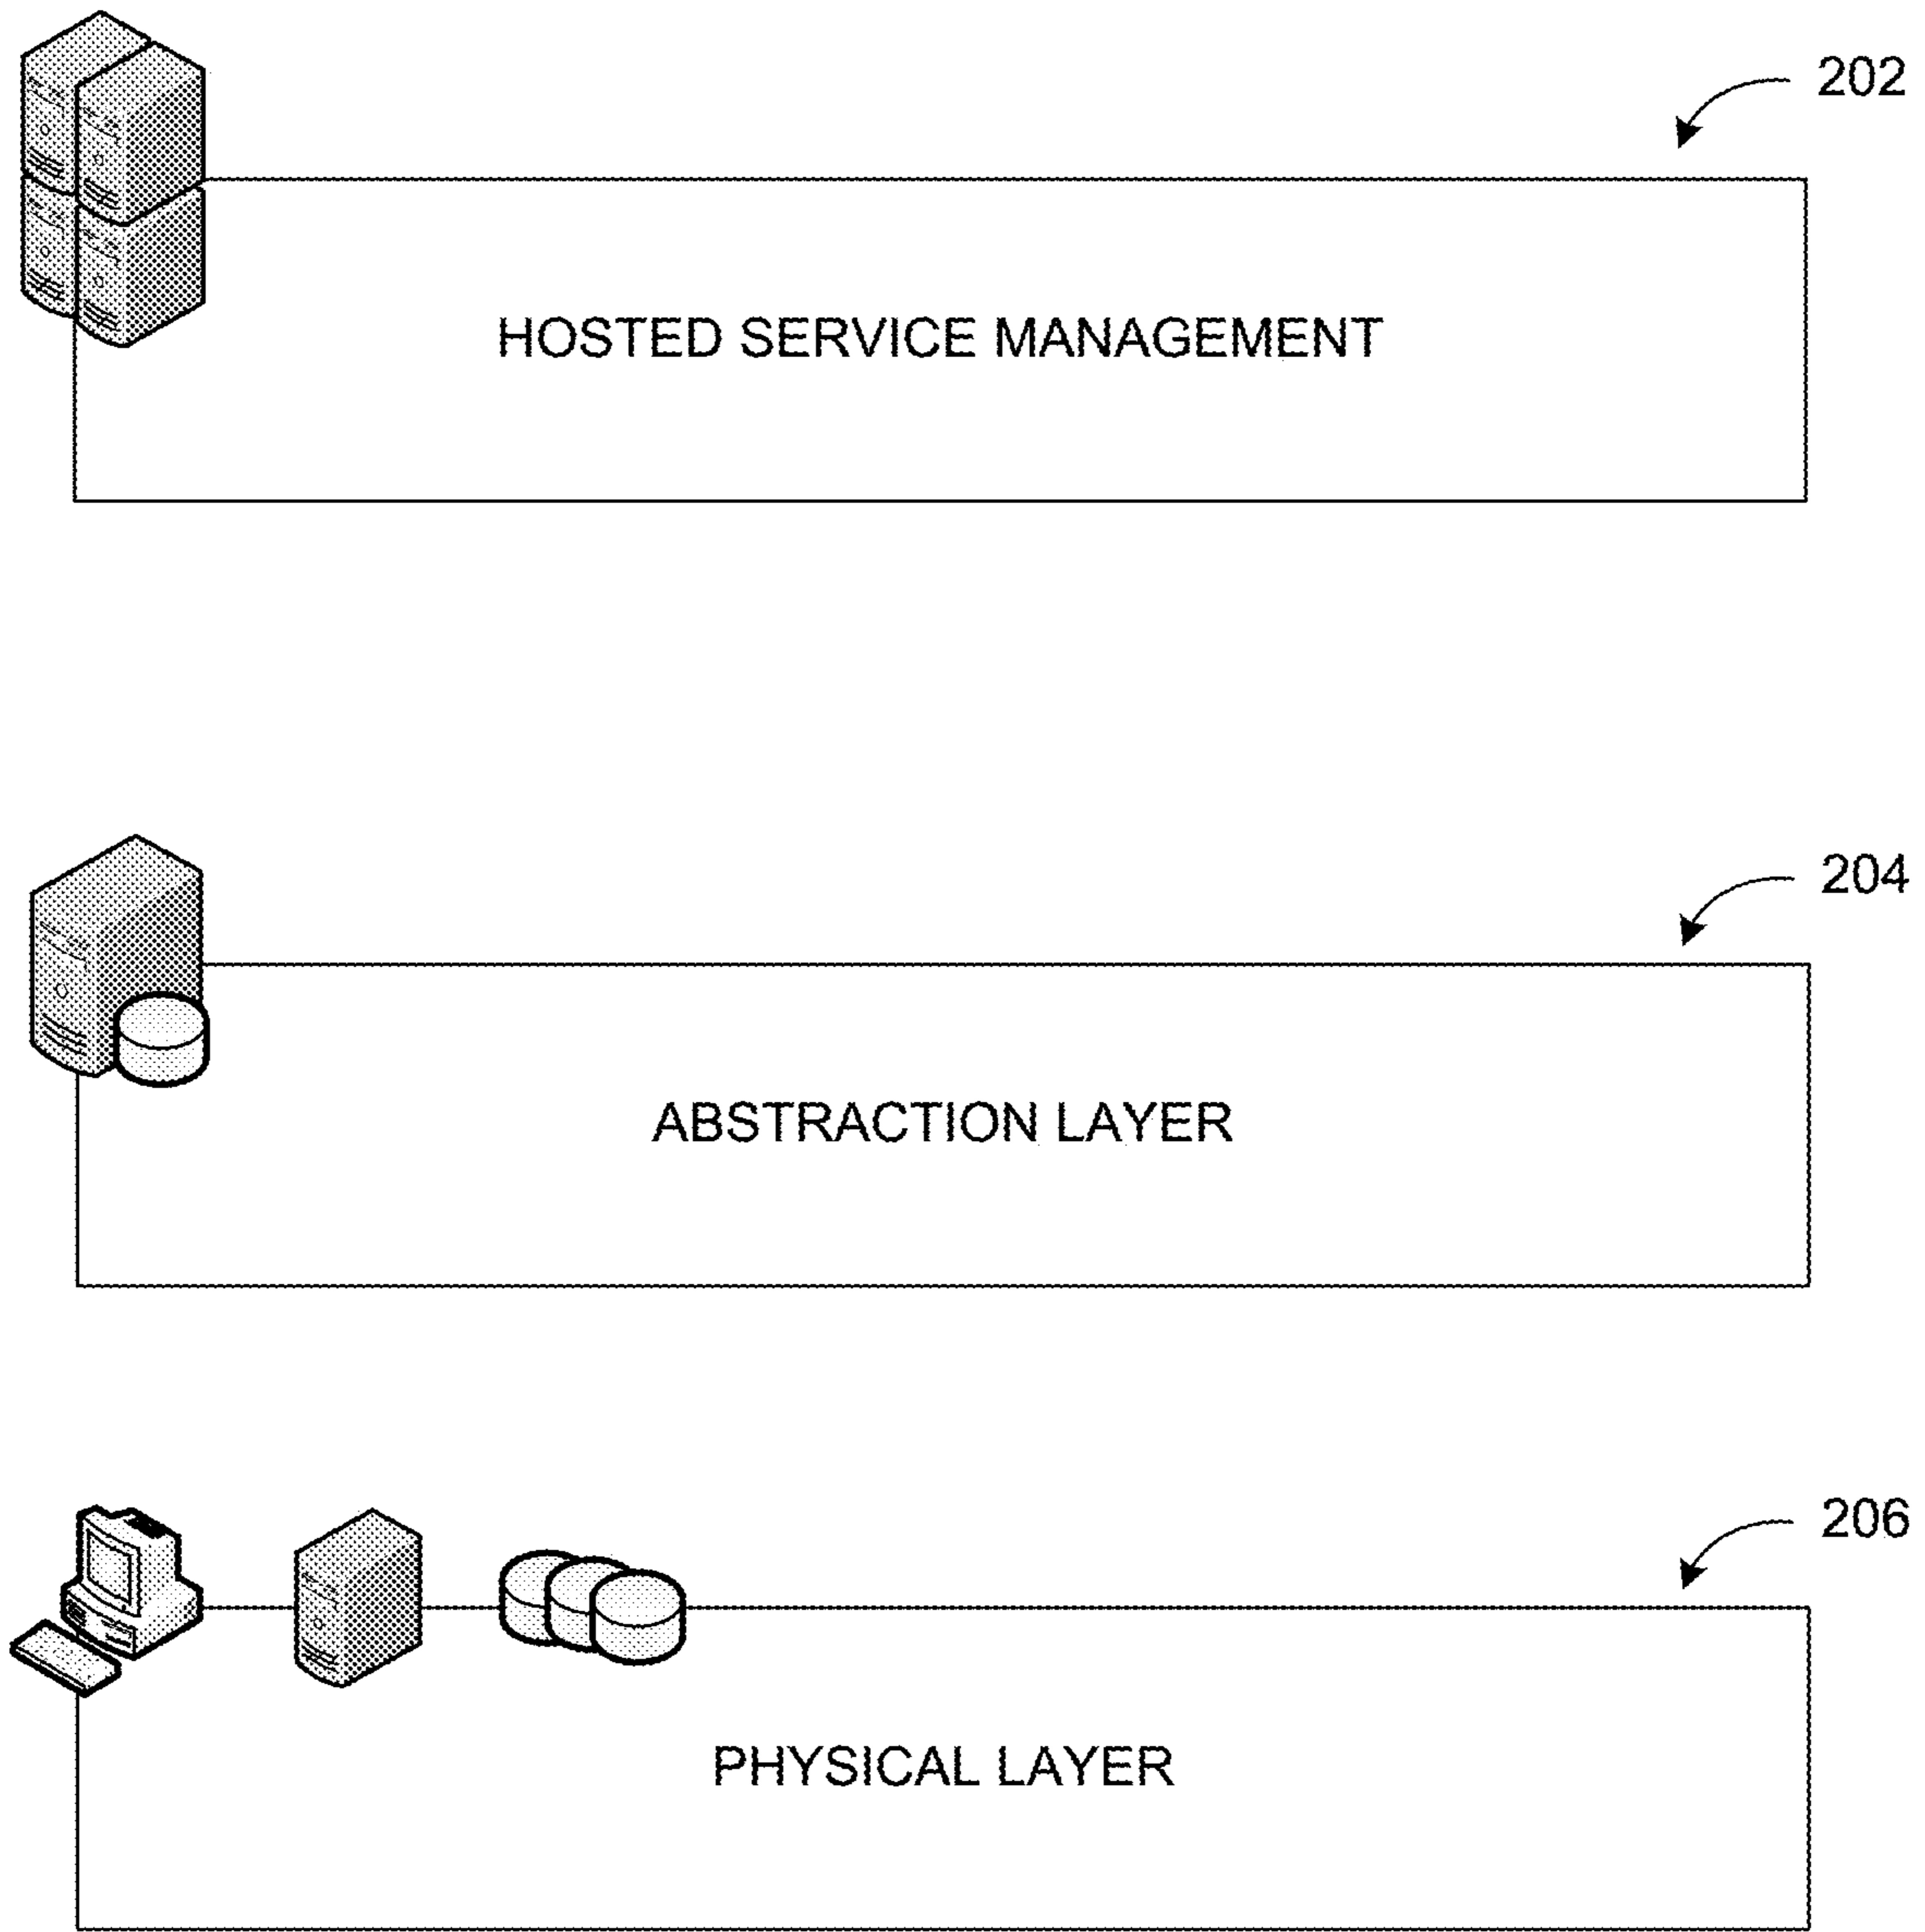 202
HOSTED SERVICE MANAGEMENT
204
ABSTRACTION LAYER
206
PHYSICAL LAYER